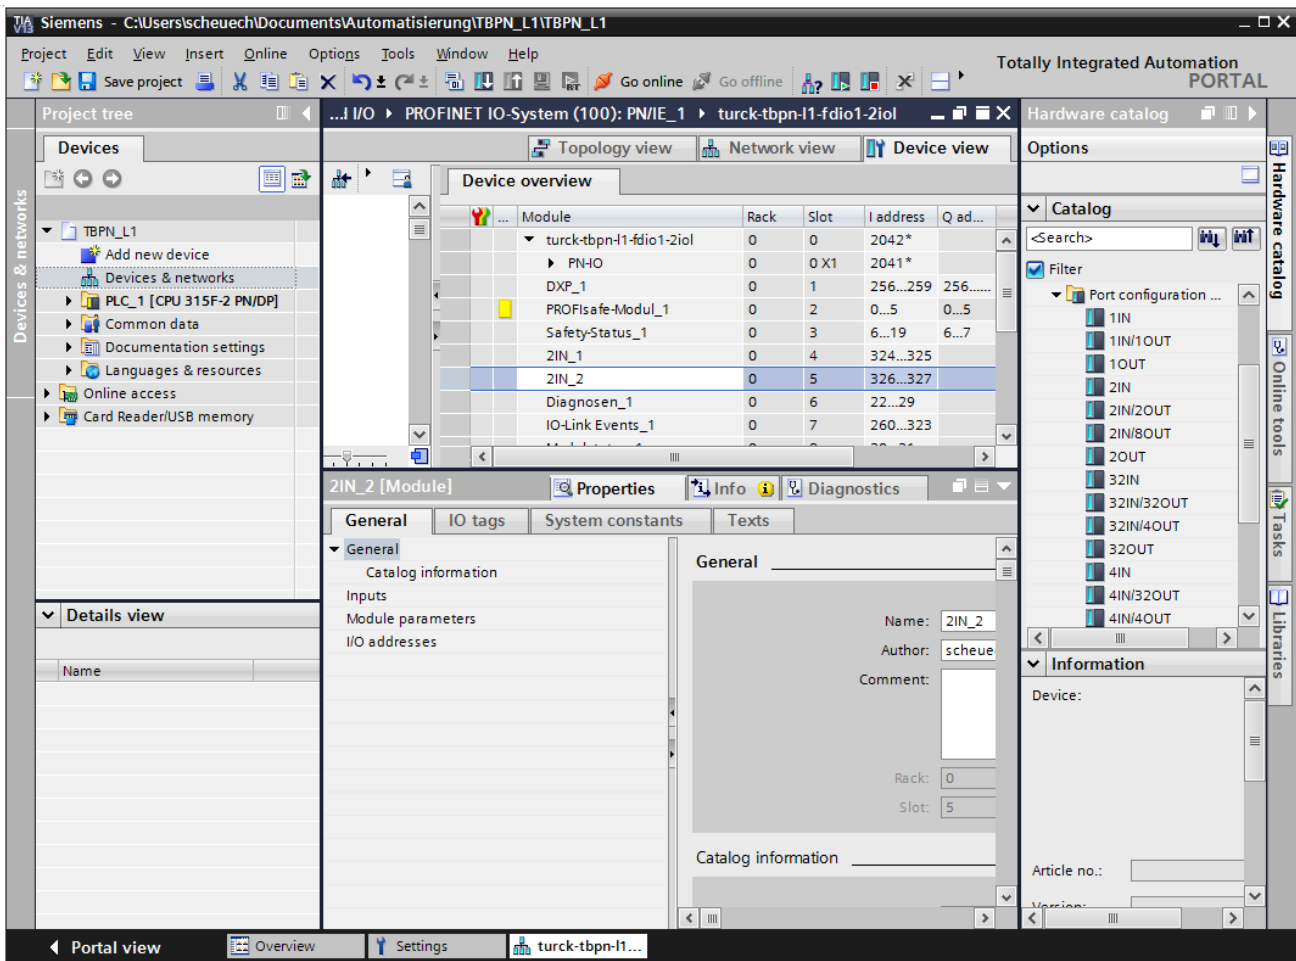 TIA V13 Siemens - C:\Users\scheuech\Documents\Automatisierung\TBPN_L1\TBPN_L1
Project Edit View Insert Online Options Tools Window Help
Totally Integrated Automation
PORTAL
Save project Go online Go offline
Project tree
...l I/O PROFINET IO-System (100): PN/IE_1 turck-tbpn-l1-fdio1-2iol
Hardware catalog
Devices
Topology view Network view Device view
Options
Device overview
Devices & networks
TBPN_L1
Add new device
Devices & networks
PLC_1 [CPU 315F-2 PN/DP]
Common data
Documentation settings
Languages & resources
Online access
Card Reader/USB memory
... Module Rack Slot I address Q ad...
turck-tbpn-l1-fdio1-2iol 0 0 2042*
PN-IO 0 0 X1 2041*
DXP_1 0 1 256...259 256......
PROFIsafe-Modul_1 0 2 0...5 0...5
Safety-Status_1 0 3 6...19 6...7
2IN_1 0 4 324...325
2IN_2 0 5 326...327
Diagnosen_1 0 6 22...29
IO-Link Events_1 0 7 260...323
Catalog
<Search>
Filter
Port configuration ...
1IN
1IN/1OUT
1OUT
2IN
2IN/2OUT
2IN/8OUT
2OUT
32IN
32IN/32OUT
32IN/4OUT
32OUT
4IN
4IN/32OUT
4IN/4OUT
Hardware catalog
Online tools
Tasks
Libraries
2IN_2 [Module]
Properties Info Diagnostics
General IO tags System constants Texts
General
Catalog information
Inputs
Module parameters
I/O addresses
General
Name: 2IN_2
Author: scheue
Comment:
Rack: 0
Slot: 5
Catalog information
Details view
Name
Information
Device:
Article no.:
Version:
Portal view Overview Settings turck-tbpn-l1...